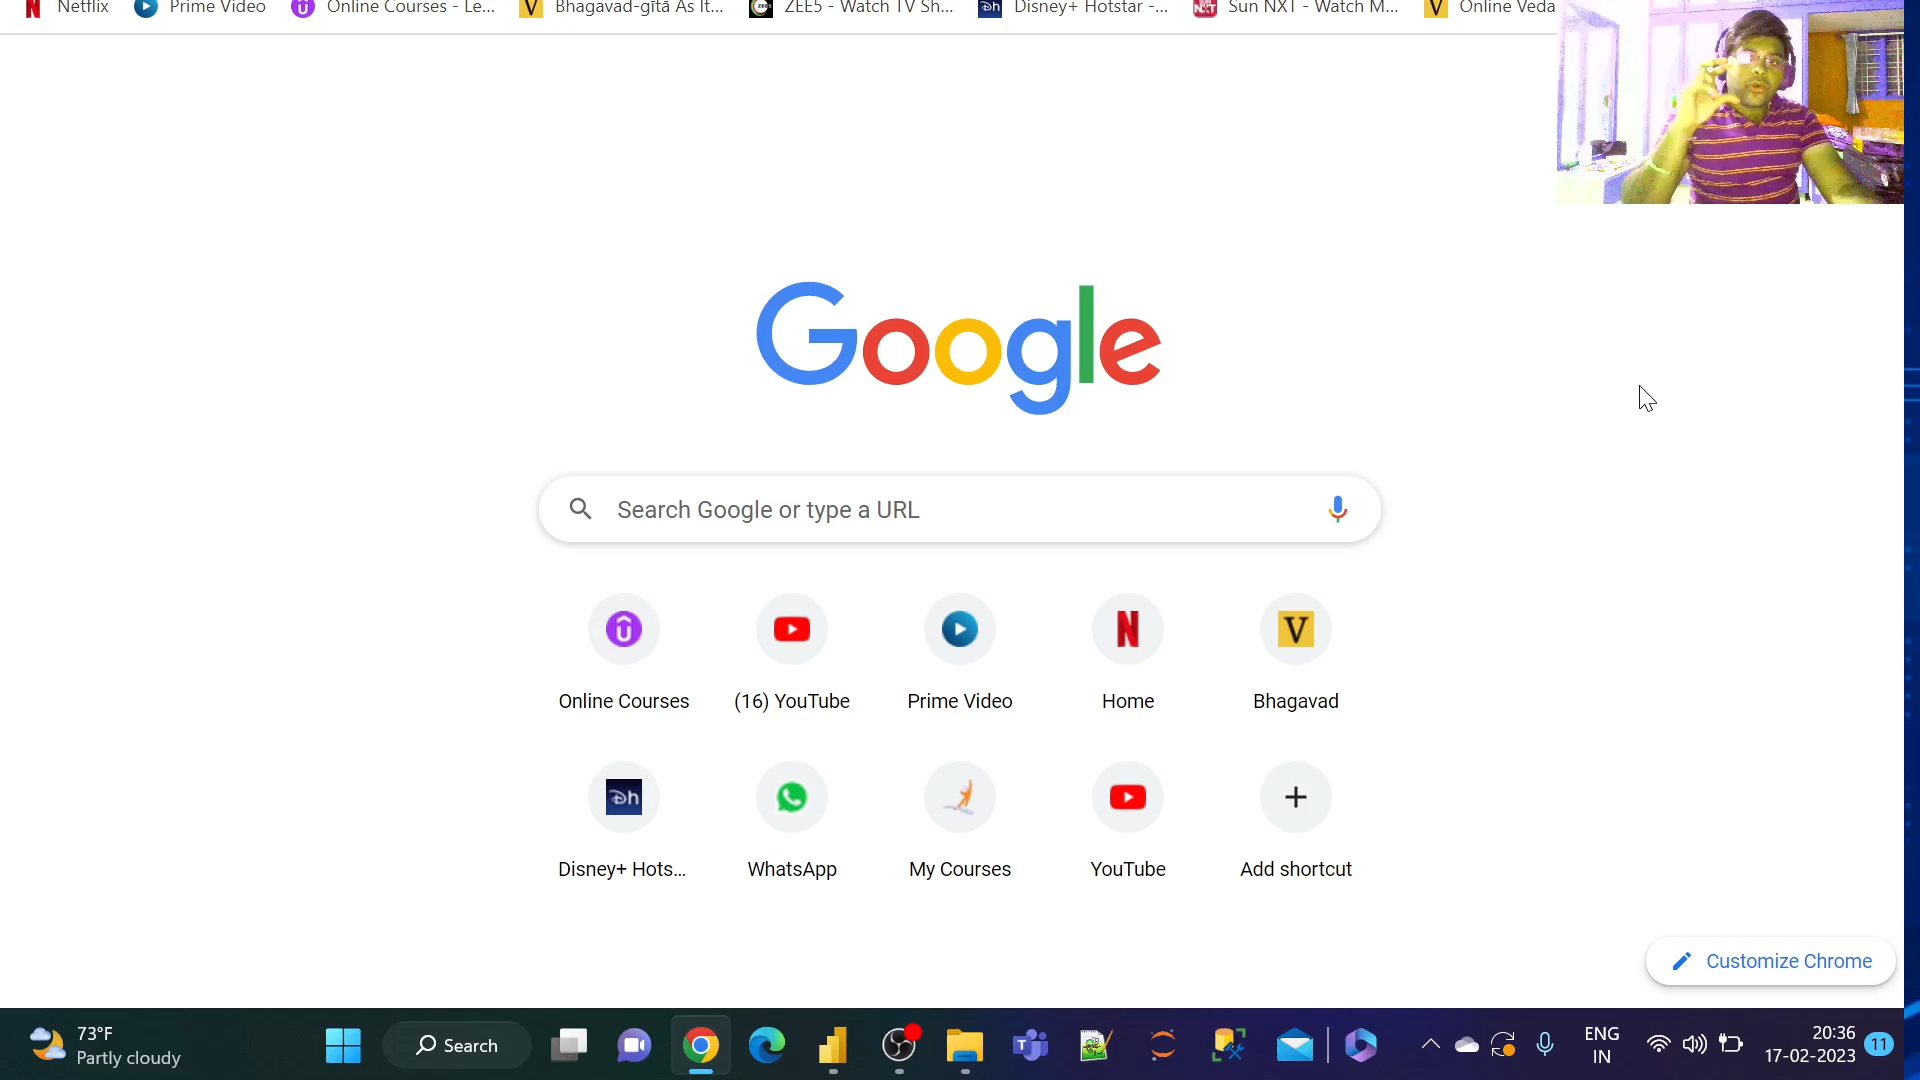 Netflix
Prime Video
Online Courses - Le...
Bhagavad-gītā As It...
ZEE5 - Watch TV Sh...
Disney+ Hotstar -...
Sun NXT - Watch M...
Online Veda
Google
Search Google or type a URL
Online Courses
(16) YouTube
Prime Video
Home
Bhagavad
Disney+ Hots...
WhatsApp
My Courses
YouTube
Add shortcut
Customize Chrome
73°F
Partly cloudy
Search
ENG
IN
20:36
17-02-2023
11